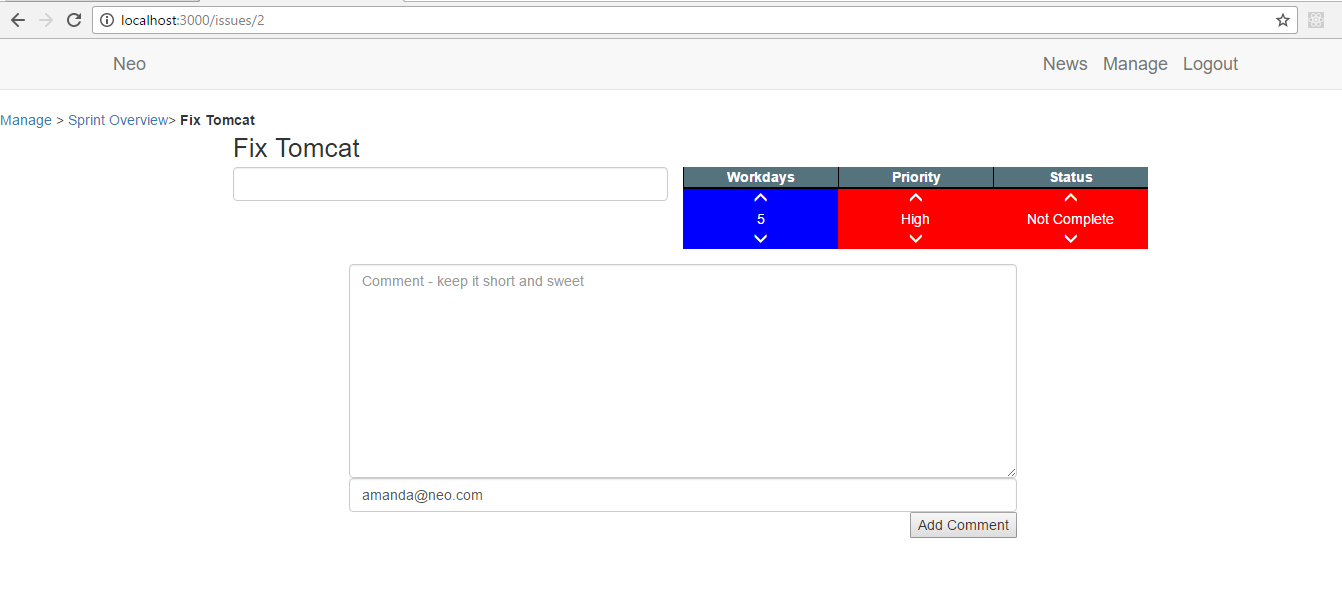 localhost:3000/issues/2
Neo News Manage Logout
Manage > Sprint Overview> Fix Tomcat
Fix Tomcat
Workdays Priority Status
5 High Not Complete
Comment - keep it short and sweet
amanda@neo.com
Add Comment